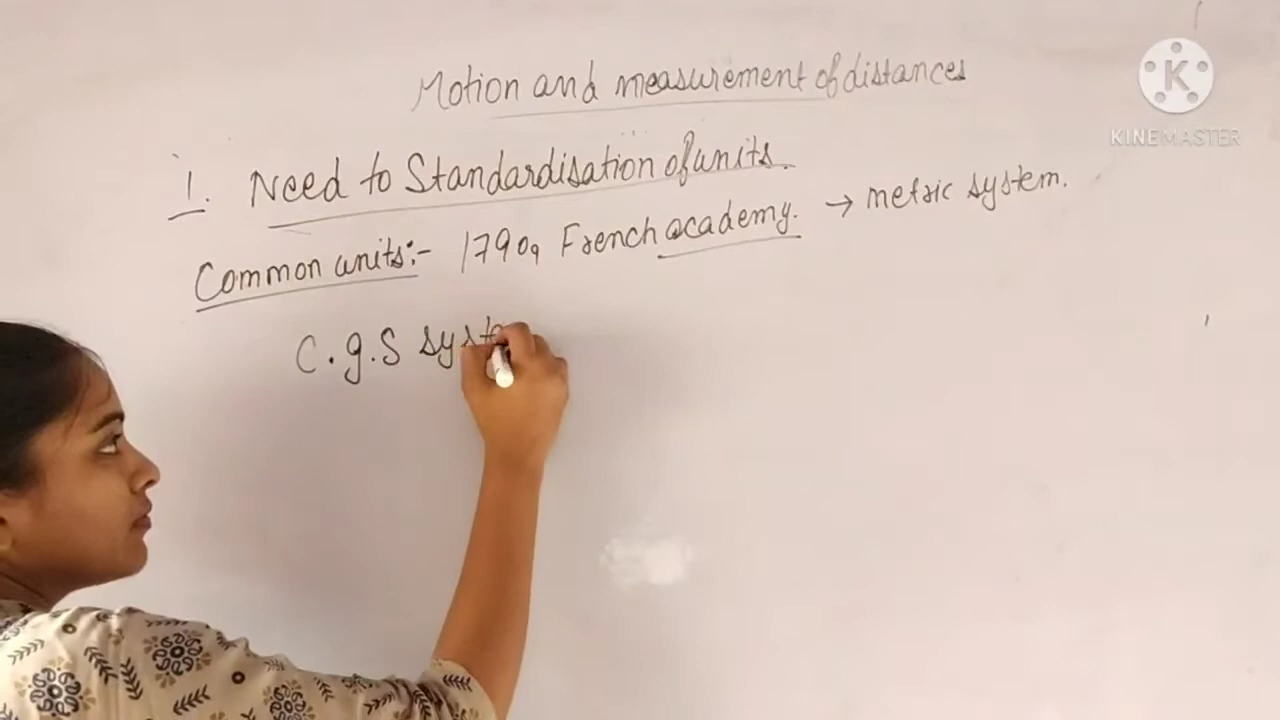 Motion and measurement of distances
1. Need to Standardisation of units.
Common units:- 1790, French academy. → metric system.
C.g.S syst
K
KINEMASTER